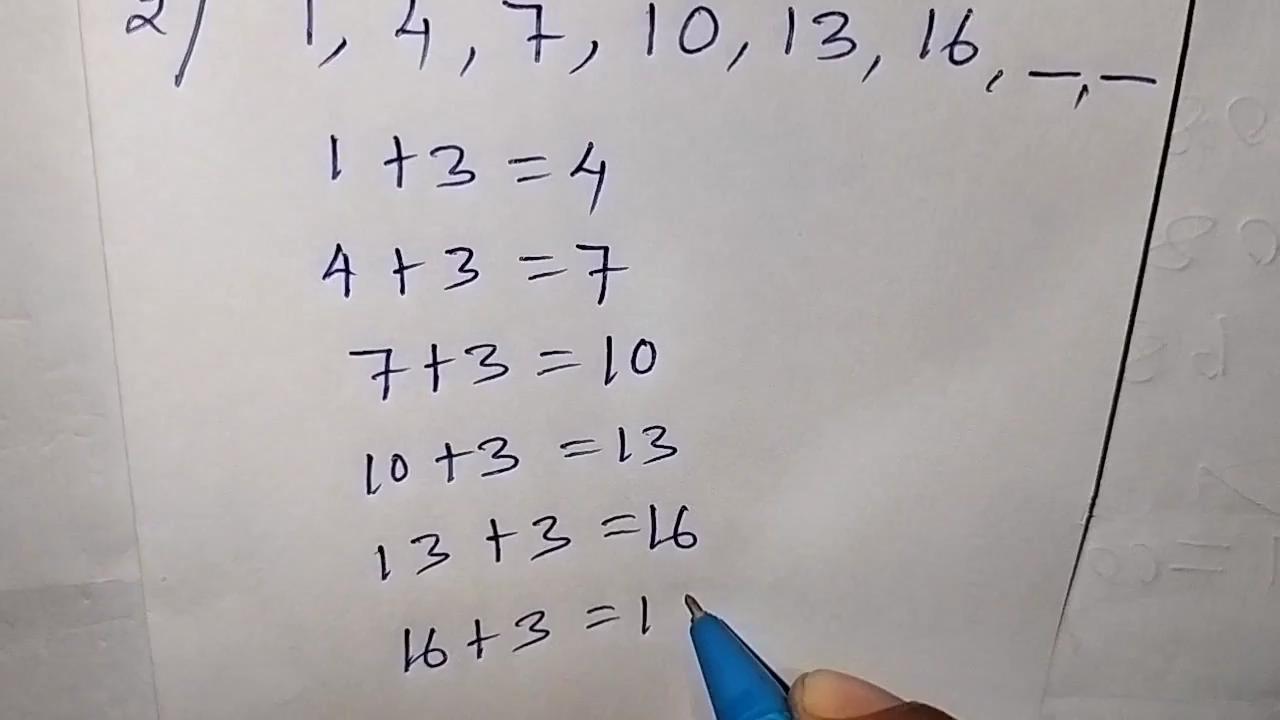 2) 1, 4, 7, 10, 13, 16, _, _
1 + 3 = 4
4 + 3 = 7
7 + 3 = 10
10 + 3 = 13
13 + 3 = 16
16 + 3 = 1